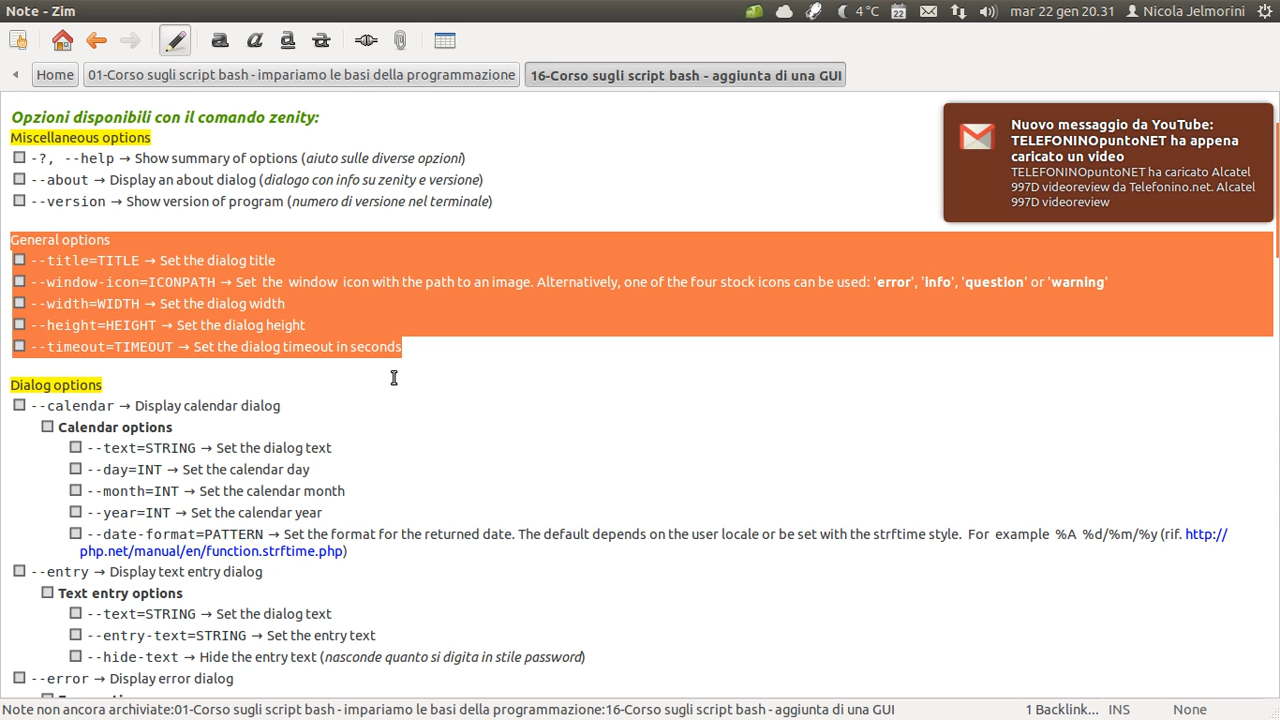 Note - Zim
4 °C
22
mar 22 gen 20.31
Nicola Jelmorini
a a a a
Home
01-Corso sugli script bash - impariamo le basi della programmazione
16-Corso sugli script bash - aggiunta di una GUI
Opzioni disponibili con il comando zenity:
Miscellaneous options
-?, --help → Show summary of options (aiuto sulle diverse opzioni)
--about → Display an about dialog (dialogo con info su zenity e versione)
--version → Show version of program (numero di versione nel terminale)
Nuovo messaggio da YouTube:
TELEFONINOpuntoNET ha appena
caricato un video
TELEFONINOpuntoNET ha caricato Alcatel
997D videoreview da Telefonino.net. Alcatel
997D videoreview
General options
--title=TITLE → Set the dialog title
--window-icon=ICONPATH → Set the window icon with the path to an image. Alternatively, one of the four stock icons can be used: 'error', 'info', 'question' or 'warning'
--width=WIDTH → Set the dialog width
--height=HEIGHT → Set the dialog height
--timeout=TIMEOUT → Set the dialog timeout in seconds
Dialog options
--calendar → Display calendar dialog
Calendar options
--text=STRING → Set the dialog text
--day=INT → Set the calendar day
--month=INT → Set the calendar month
--year=INT → Set the calendar year
--date-format=PATTERN → Set the format for the returned date. The default depends on the user locale or be set with the strftime style. For example %A %d/%m/%y (rif. http://
php.net/manual/en/function.strftime.php)
--entry → Display text entry dialog
Text entry options
--text=STRING → Set the dialog text
--entry-text=STRING → Set the entry text
--hide-text → Hide the entry text (nasconde quanto si digita in stile password)
--error → Display error dialog
Note non ancora archiviate:01-Corso sugli script bash - impariamo le basi della programmazione:16-Corso sugli script bash - aggiunta di una GUI
1 Backlink...
INS
None